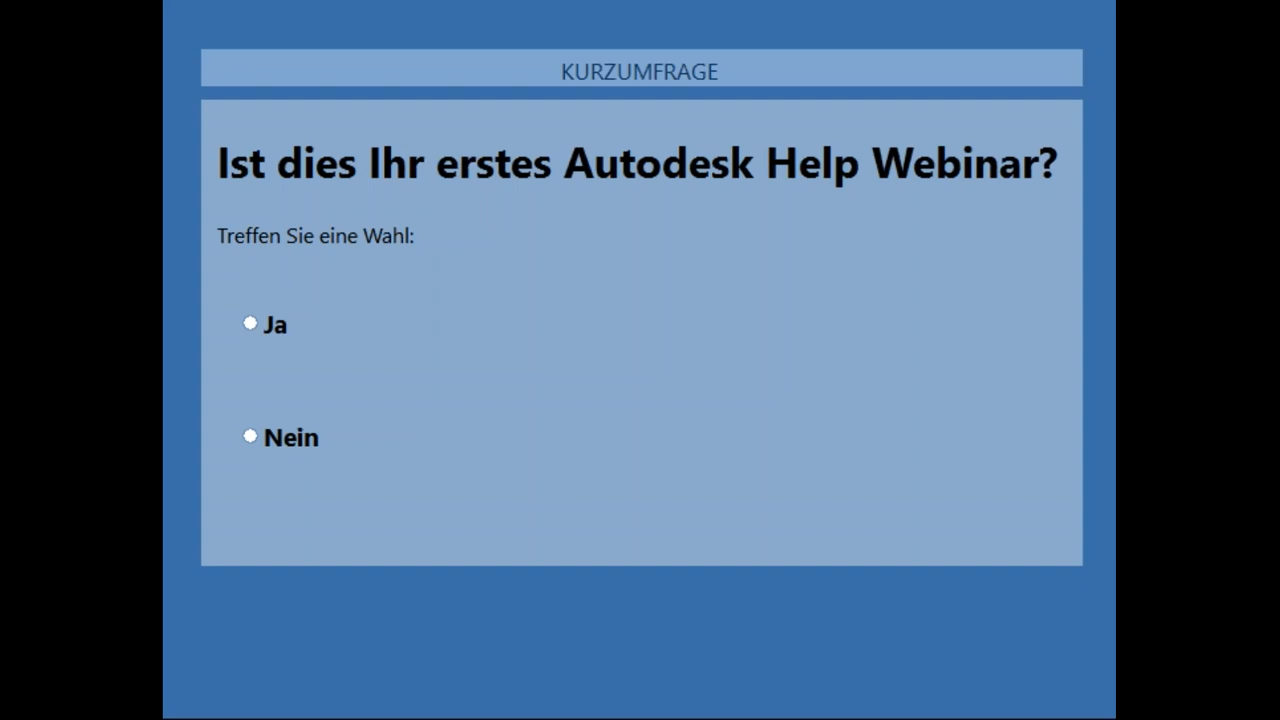 KURZUMFRAGE
Ist dies Ihr erstes Autodesk Help Webinar?
Treffen Sie eine Wahl:
Ja
Nein